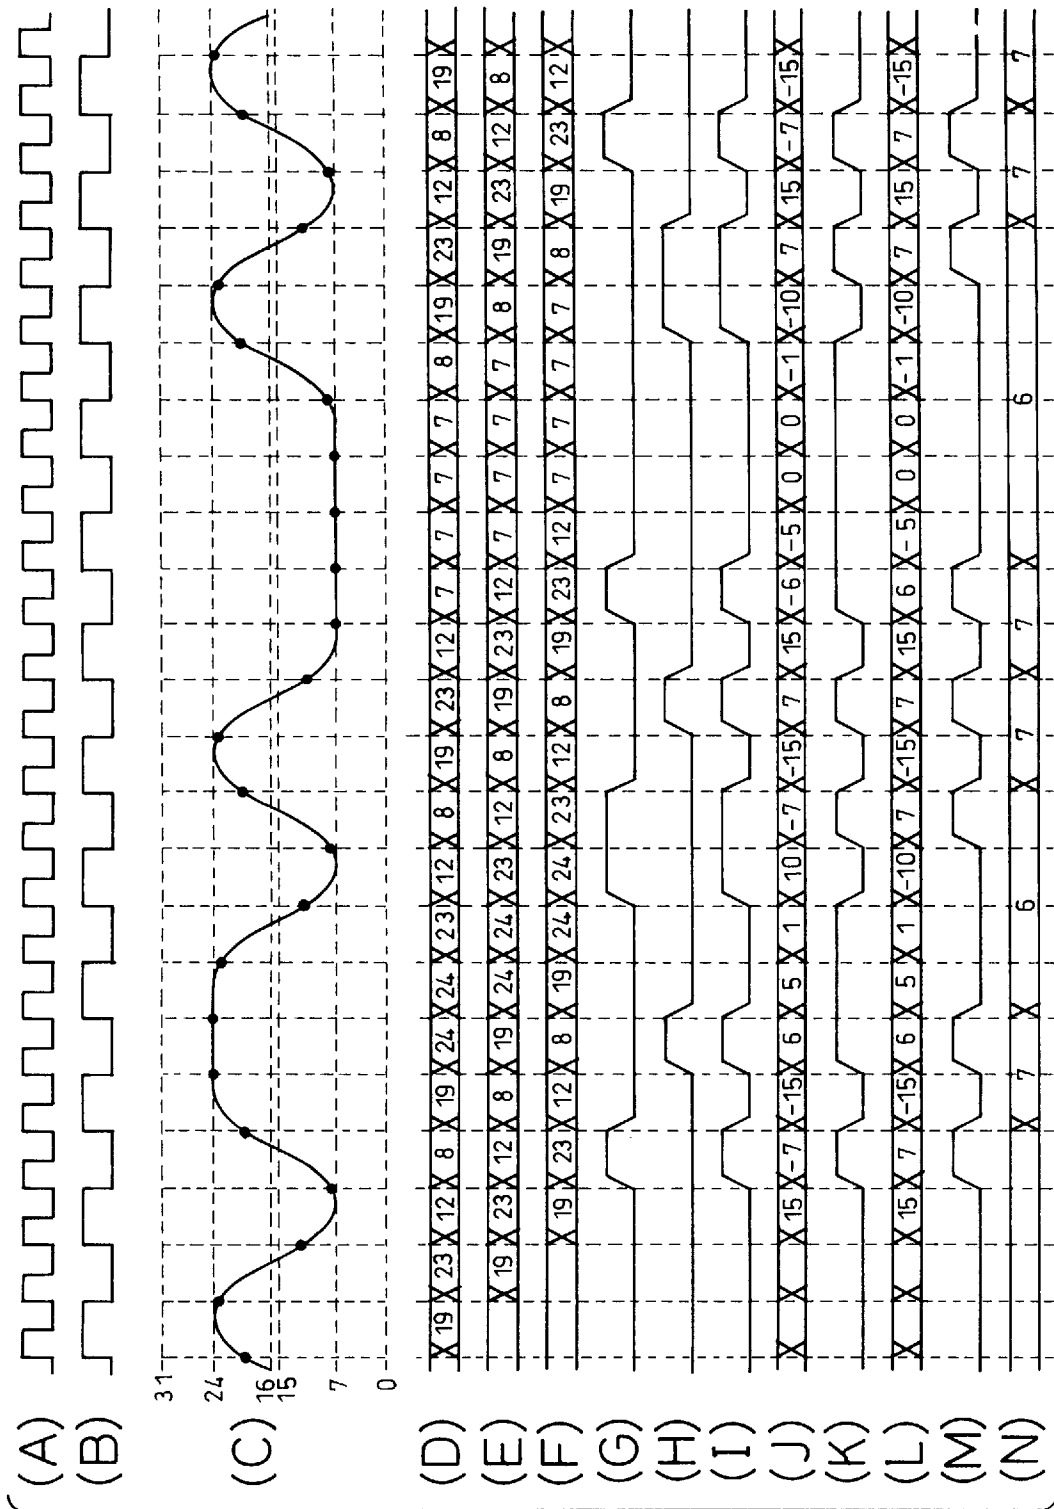 (A)
(B)
(C)
31
24
16
15
7
0
(D) 19 23 12 8 19 24 24 23 12 8 19 23 12 7 7 7 7 8 19 23 12 8 19
(E) 19 23 12 8 19 24 24 23 12 8 19 23 12 7 7 7 7 8 19 23 12 8
(F) 19 23 12 8 19 24 24 23 12 8 19 23 12 7 7 7 7 8 19 23 12
(G)
(H)
(I)
(J) 15 -7 -15 6 5 1 10 -7 -15 7 15 -6 -5 0 0 -1 -10 7 15 -7 -15
(K)
(L) 15 7 -15 6 5 1 -10 7 -15 7 15 6 -5 0 0 -1 -10 7 15 7 -15
(M)
(N) 7 6 7 7 6 7 7